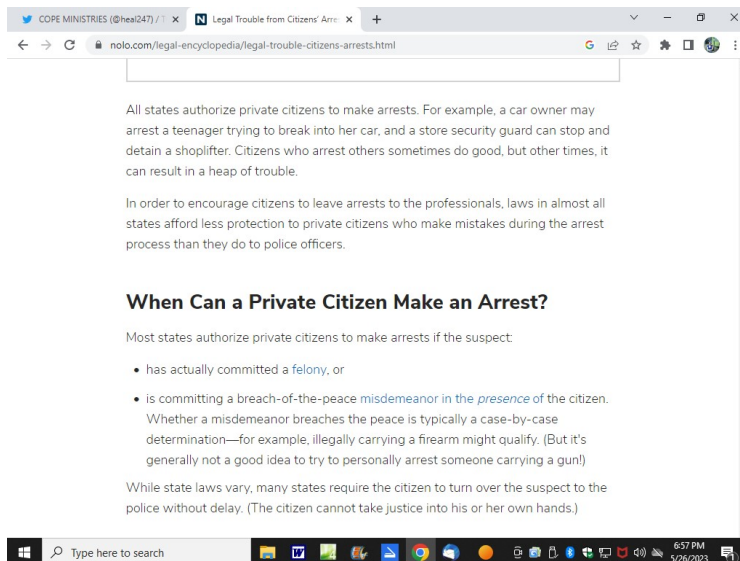 COPE MINISTRIES (@heal247) / T
Legal Trouble from Citizens' Arre
nolo.com/legal-encyclopedia/legal-trouble-citizens-arrests.html
All states authorize private citizens to make arrests. For example, a car owner may
arrest a teenager trying to break into her car, and a store security guard can stop and
detain a shoplifter. Citizens who arrest others sometimes do good, but other times, it
can result in a heap of trouble.
In order to encourage citizens to leave arrests to the professionals, laws in almost all
states afford less protection to private citizens who make mistakes during the arrest
process than they do to police officers.
When Can a Private Citizen Make an Arrest?
Most states authorize private citizens to make arrests if the suspect:
• has actually committed a felony, or
• is committing a breach-of-the-peace misdemeanor in the presence of the citizen.
Whether a misdemeanor breaches the peace is typically a case-by-case
determination—for example, illegally carrying a firearm might qualify. (But it's
generally not a good idea to try to personally arrest someone carrying a gun!)
While state laws vary, many states require the citizen to turn over the suspect to the
police without delay. (The citizen cannot take justice into his or her own hands.)
Type here to search
6:57 PM
5/26/2023